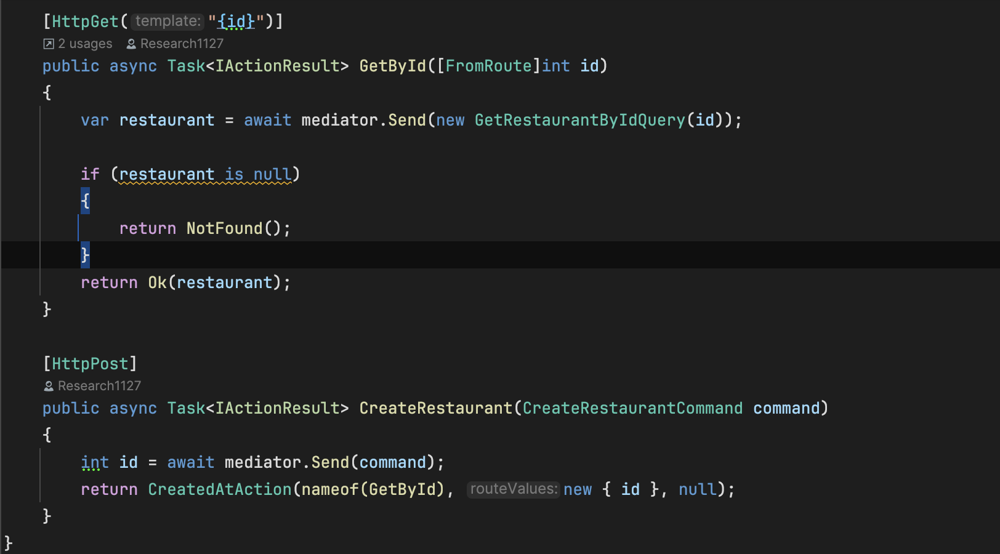 [HttpGet( template: "{id}")]
2 usages Research1127
public async Task<IActionResult> GetById([FromRoute]int id)
{
var restaurant = await mediator.Send(new GetRestaurantByIdQuery(id));
if (restaurant is null)
{
return NotFound();
}
return Ok(restaurant);
}
[HttpPost]
Research1127
public async Task<IActionResult> CreateRestaurant(CreateRestaurantCommand command)
{
int id = await mediator.Send(command);
return CreatedAtAction(nameof(GetById), routeValues: new { id }, null);
}
}